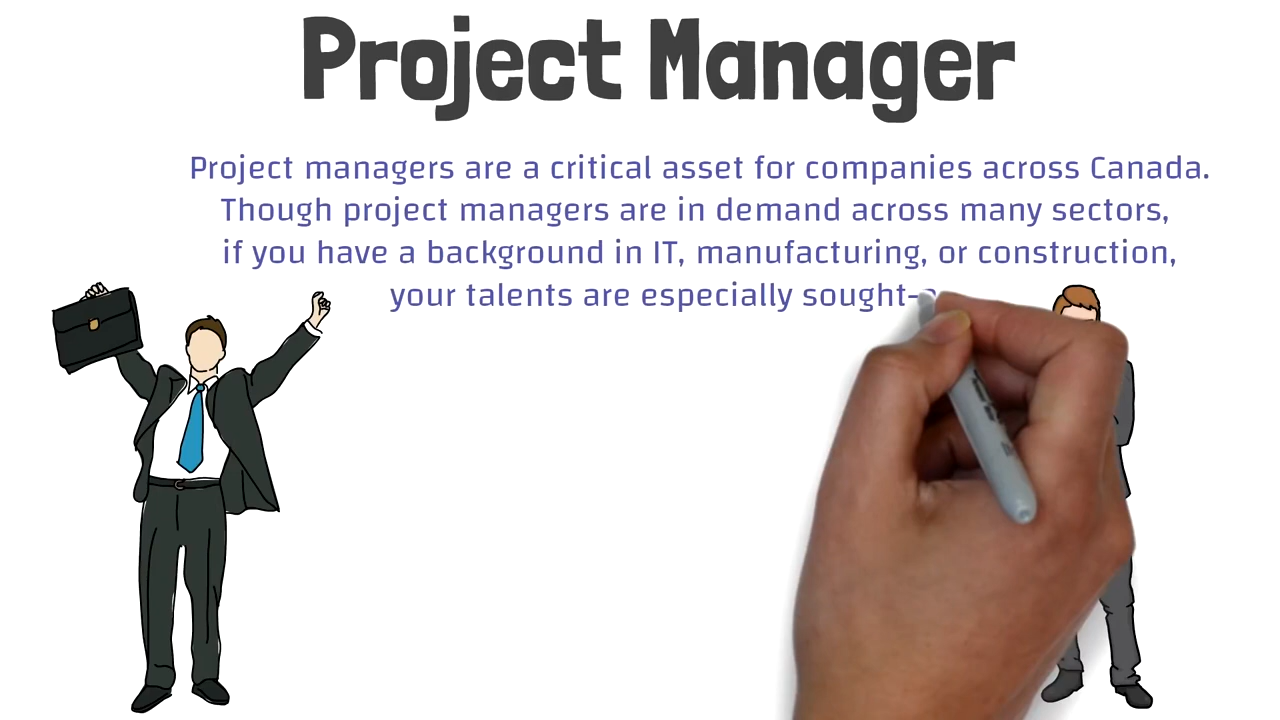 Project Manager
Project managers are a critical asset for companies across Canada.
Though project managers are in demand across many sectors,
if you have a background in IT, manufacturing, or construction,
your talents are especially sought-